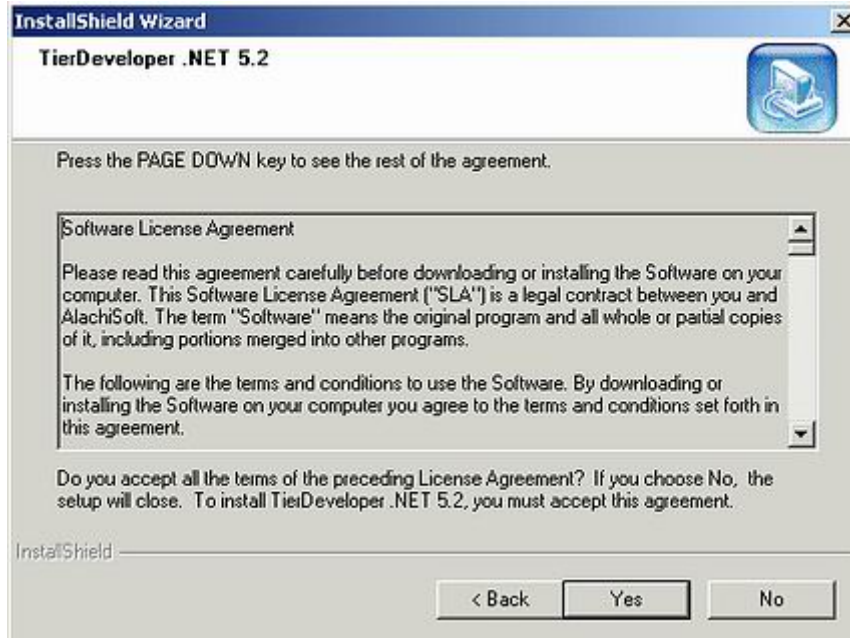 InstallShield Wizard
TierDeveloper .NET 5.2
Press the PAGE DOWN key to see the rest of the agreement.
Software License Agreement
Please read this agreement carefully before downloading or installing the Software on your
computer. This Software License Agreement ("SLA") is a legal contract between you and
AlachiSoft. The term "Software" means the original program and all whole or partial copies
of it, including portions merged into other programs.
The following are the terms and conditions to use the Software. By downloading or
installing the Software on your computer you agree to the terms and conditions set forth in
this agreement.
Do you accept all the terms of the preceding License Agreement? If you choose No, the
setup will close. To install TierDeveloper .NET 5.2, you must accept this agreement.
InstallShield
< Back Yes No